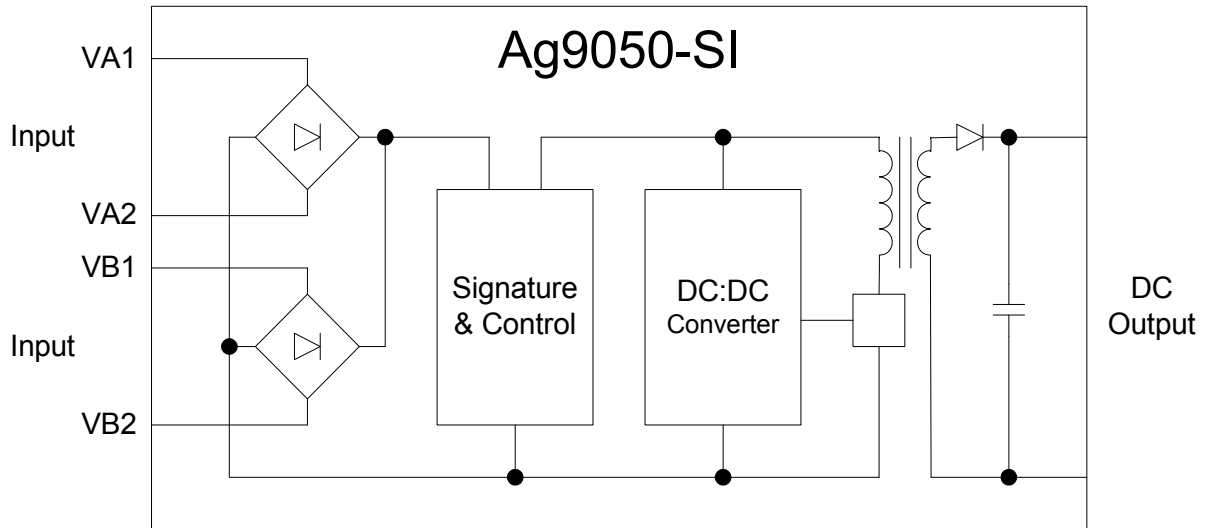 Ag9050-SI
VA1
Input
VA2
VB1
Input
VB2
Signature
& Control
DC:DC
Converter
DC
Output